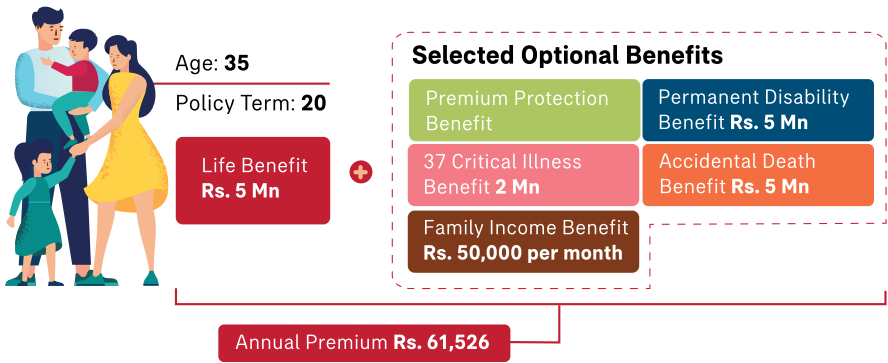 Age: 35
Policy Term: 20
Life Benefit
Rs. 5 Mn
Selected Optional Benefits
Premium Protection
Benefit
Permanent Disability
Benefit Rs. 5 Mn
37 Critical Illness
Benefit 2 Mn
Accidental Death
Benefit Rs. 5 Mn
Family Income Benefit
Rs. 50,000 per month
Annual Premium Rs. 61,526